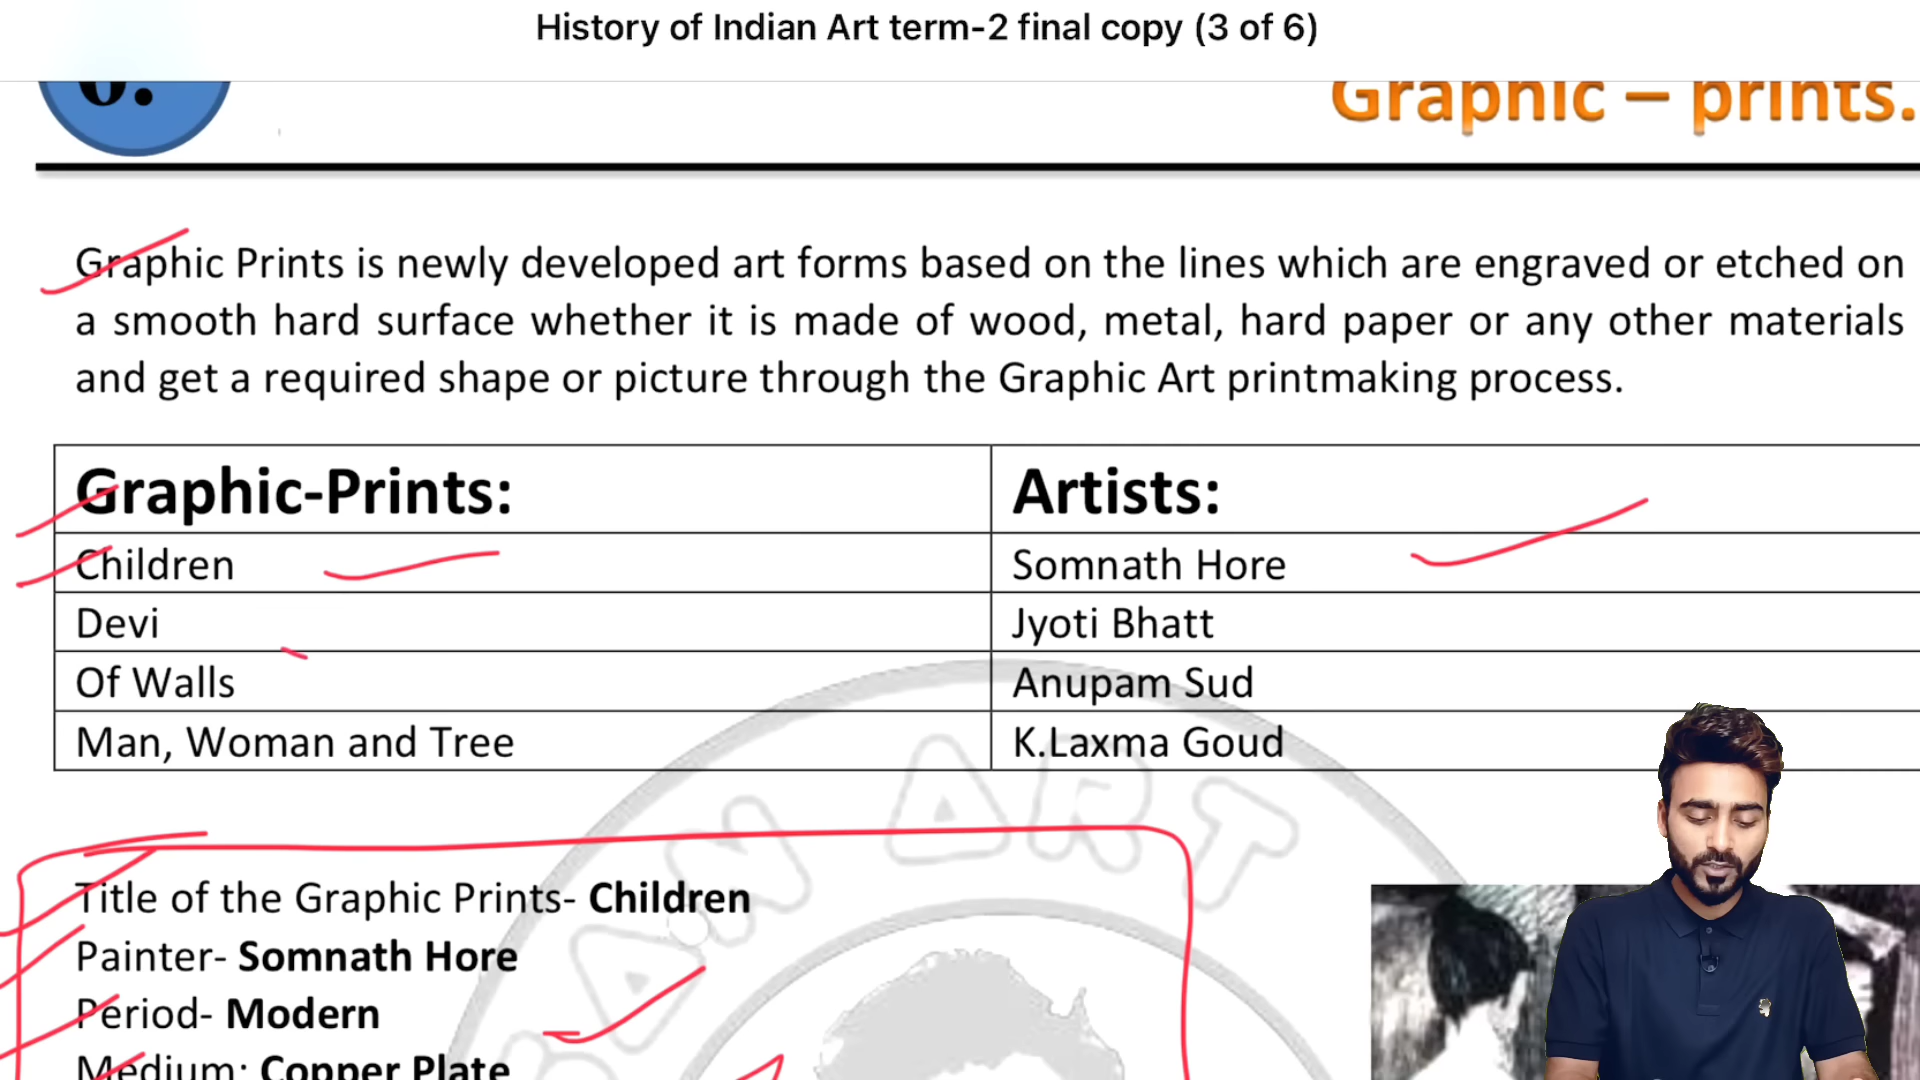 History of Indian Art term-2 final copy (3 of 6)
6.
Graphic – prints.
Graphic Prints is newly developed art forms based on the lines which are engraved or etched on
a smooth hard surface whether it is made of wood, metal, hard paper or any other materials
and get a required shape or picture through the Graphic Art printmaking process.
Graphic-Prints: Artists:
Children Somnath Hore
Devi Jyoti Bhatt
Of Walls Anupam Sud
Man, Woman and Tree K.Laxma Goud
AN ART
Title of the Graphic Prints- Children
Painter- Somnath Hore
Period- Modern
Medium: Copper Plate